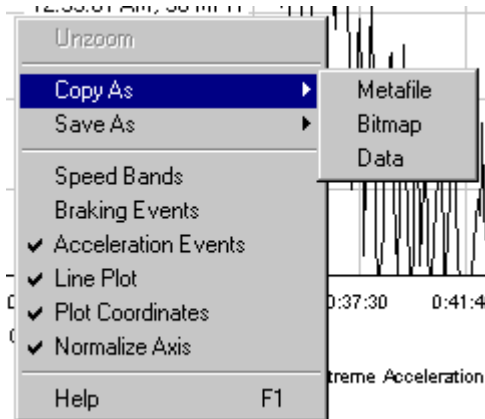 Unzoom
Copy As
Save As
Metafile
Bitmap
Data
Speed Bands
Braking Events
Acceleration Events
Line Plot
Plot Coordinates
Normalize Axis
Help F1
0:37:30 0:41:4
treme Acceleration